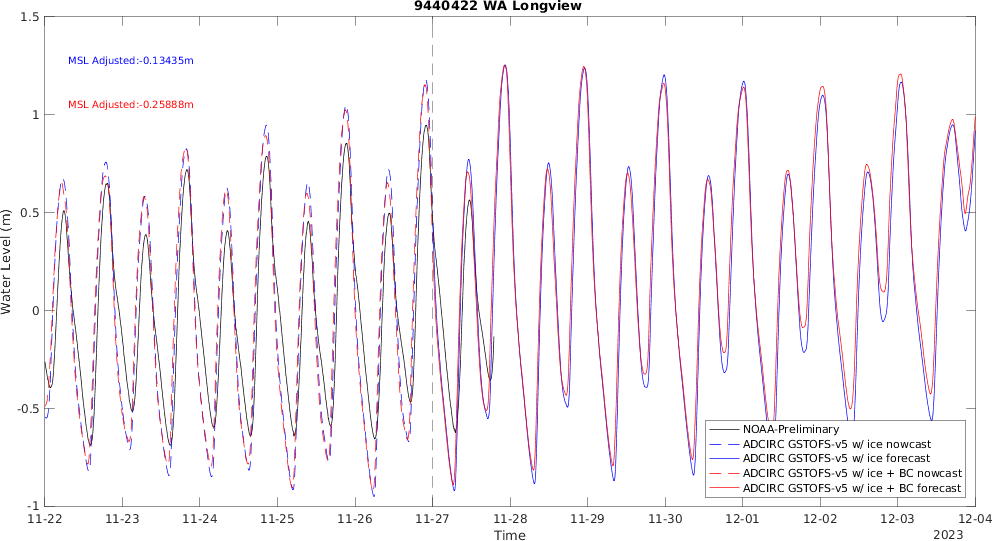 9440422 WA Longview
MSL Adjusted:-0.13435m
MSL Adjusted:-0.25888m
Water Level (m)
1.5
1
0.5
0
-0.5
-1
NOAA-Preliminary
ADCIRC GSTOFS-v5 w/ ice nowcast
ADCIRC GSTOFS-v5 w/ ice forecast
ADCIRC GSTOFS-v5 w/ ice + BC nowcast
ADCIRC GSTOFS-v5 w/ ice + BC forecast
11-22 11-23 11-24 11-25 11-26 11-27 11-28 11-29 11-30 12-01 12-02 12-03 12-04
Time
2023